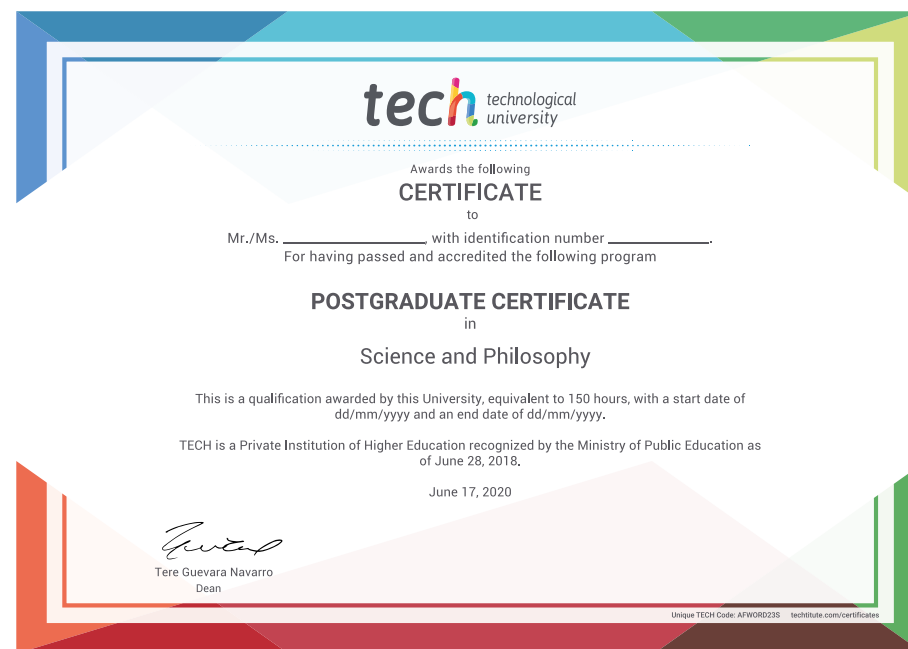 tech technological
university
Awards the following
CERTIFICATE
to
Mr./Ms. ____________________, with identification number ______________.
For having passed and accredited the following program
POSTGRADUATE CERTIFICATE
in
Science and Philosophy
This is a qualification awarded by this University, equivalent to 150 hours, with a start date of
dd/mm/yyyy and an end date of dd/mm/yyyy.
TECH is a Private Institution of Higher Education recognized by the Ministry of Public Education as
of June 28, 2018.
June 17, 2020
Tere Guevara Navarro
Dean
Unique TECH Code: AFWORD23S techtitute.com/certificates